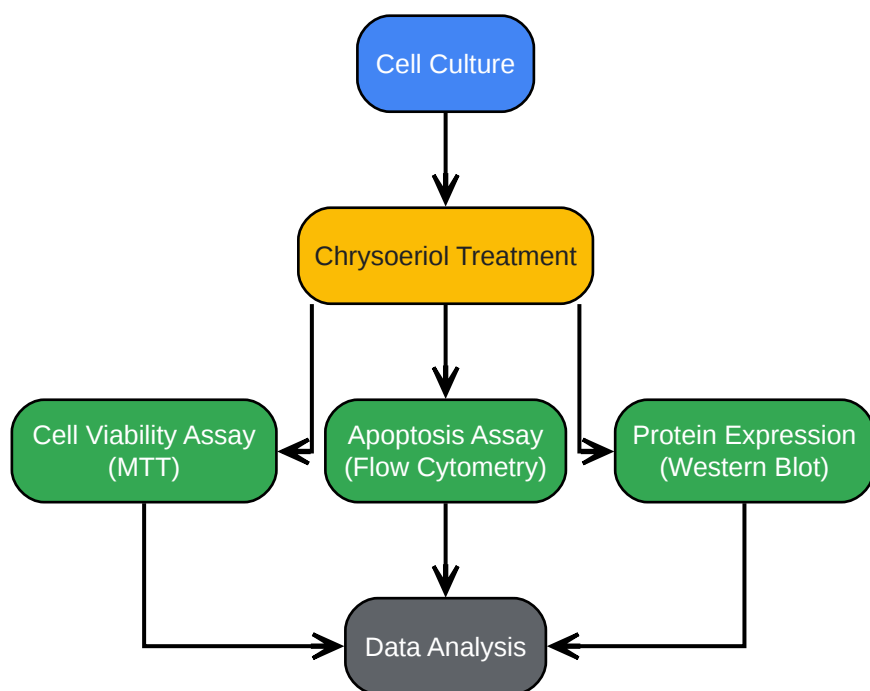 Cell Culture
Chrysoeriol Treatment
Cell Viability Assay
(MTT)
Apoptosis Assay
(Flow Cytometry)
Protein Expression
(Western Blot)
Data Analysis